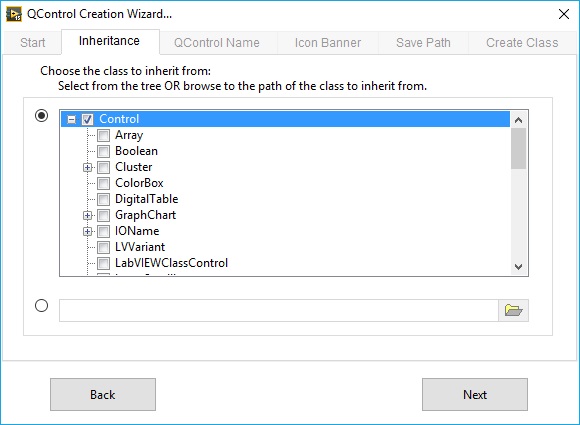 QControl Creation Wizard...
Start Inheritance QControl Name Icon Banner Save Path Create Class
Choose the class to inherit from:
Select from the tree OR browse to the path of the class to inherit from.
Control
Array
Boolean
Cluster
ColorBox
DigitalTable
GraphChart
IOName
LVVariant
LabVIEWClassControl
Back Next